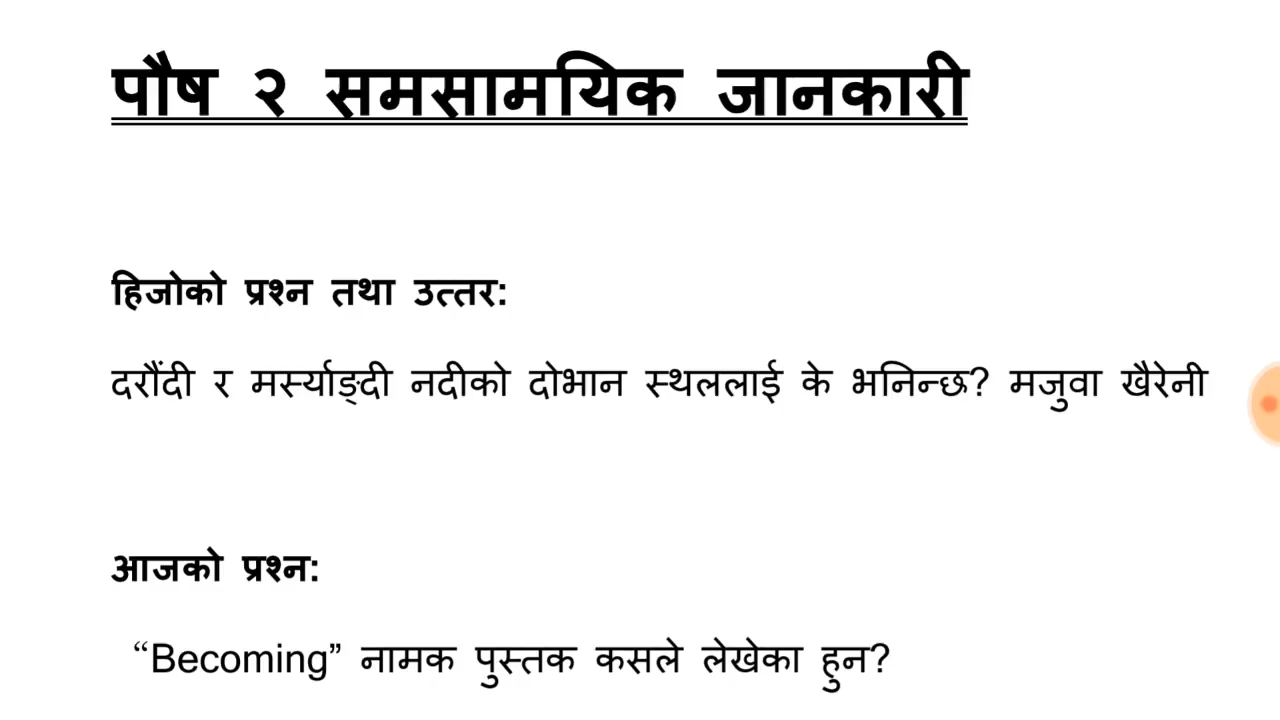 पौष २ समसामयिक जानकारी
हिजोको प्रश्न तथा उत्तर:
दरौंदी र मर्स्याङ्दी नदीको दोभान स्थललाई के भनिन्छ? मजुवा खैरेनी
आजको प्रश्न:
“Becoming” नामक पुस्तक कसले लेखेका हुन?